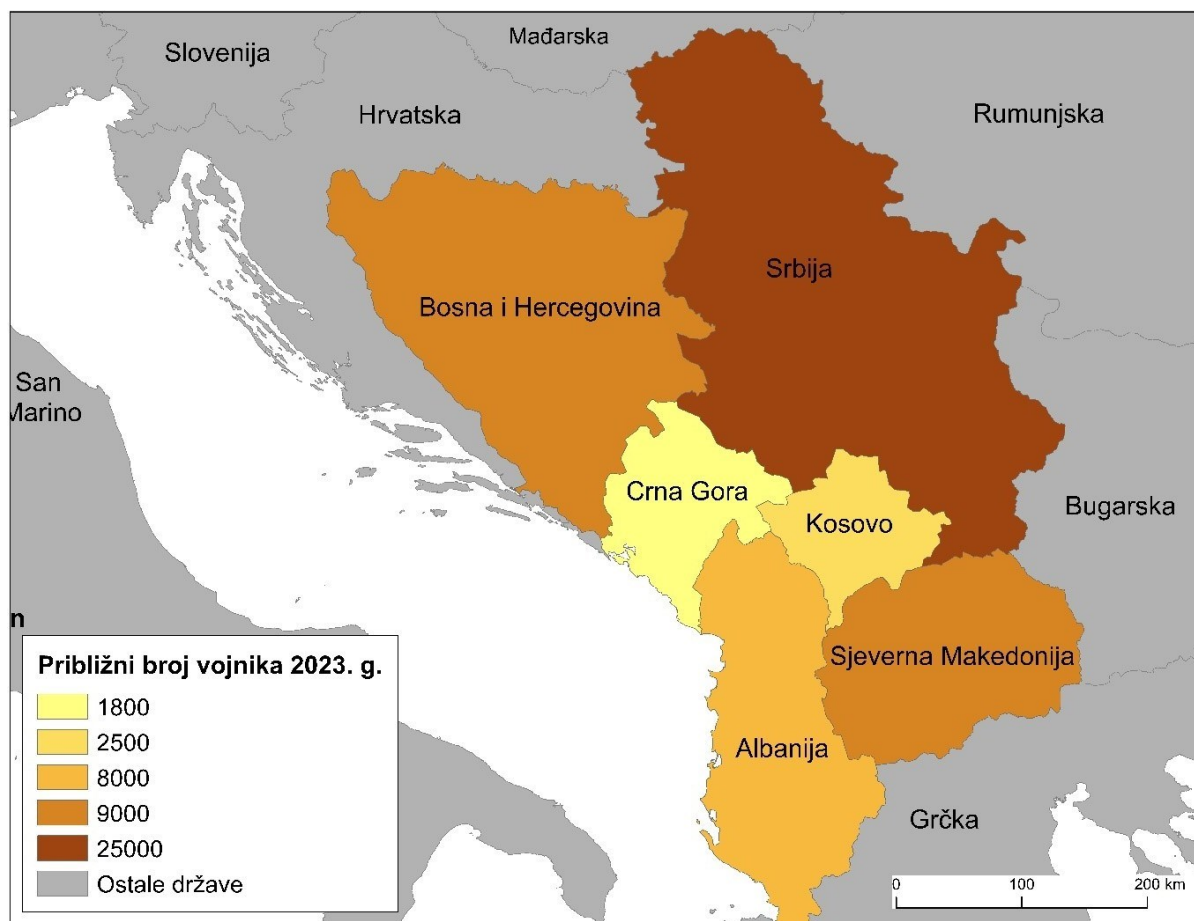 Mađarska
Slovenija
Hrvatska
Rumunjska
Srbija
Bosna i Hercegovina
San
Marino
Crna Gora
Kosovo
Bugarska
n
Sjeverna Makedonija
Albanija
Grčka
Približni broj vojnika 2023. g.
1800
2500
8000
9000
25000
Ostale države
0 100 200 km